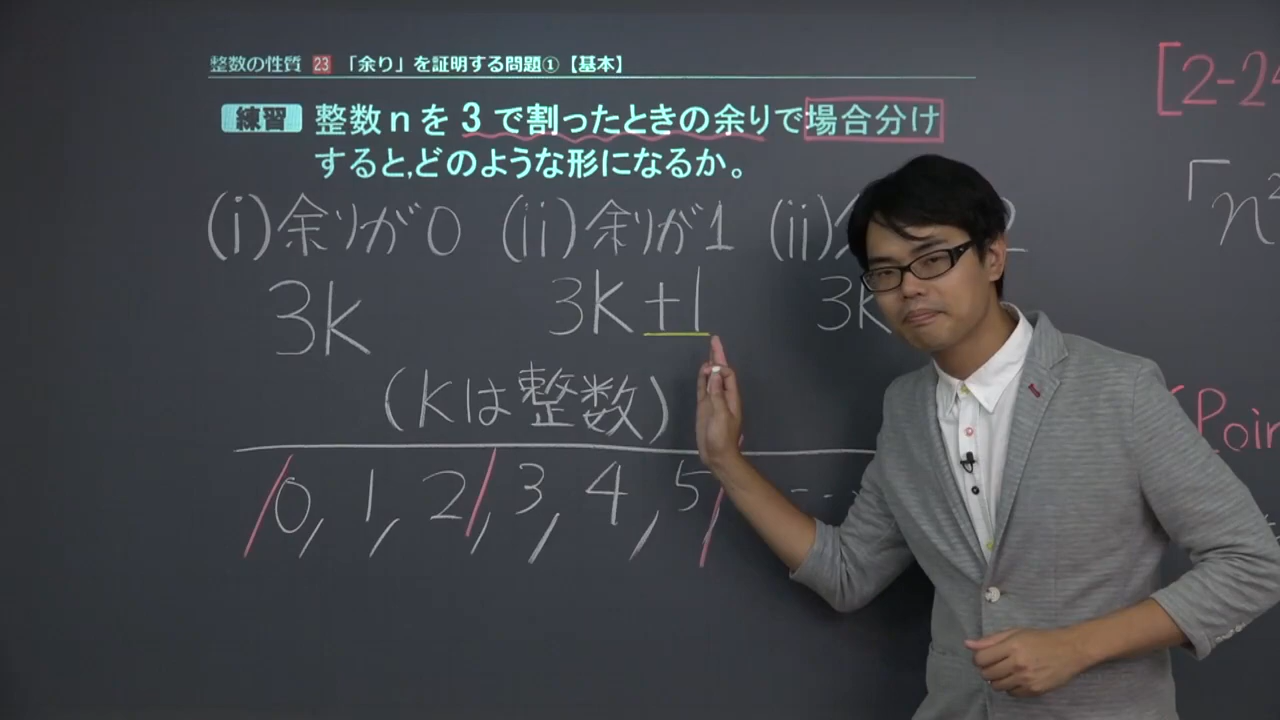 整数の性質 23 「余り」を証明する問題①【基本】
練習 整数nを3で割ったときの余りで場合分け
すると,どのような形になるか。
(i)余りが0 (ii)余りが1 (ii) 2
3k 3k+1 3k
(kは整数)
0, 1, 2, 3, 4, 5, ...
[2-2
「n²
Poin